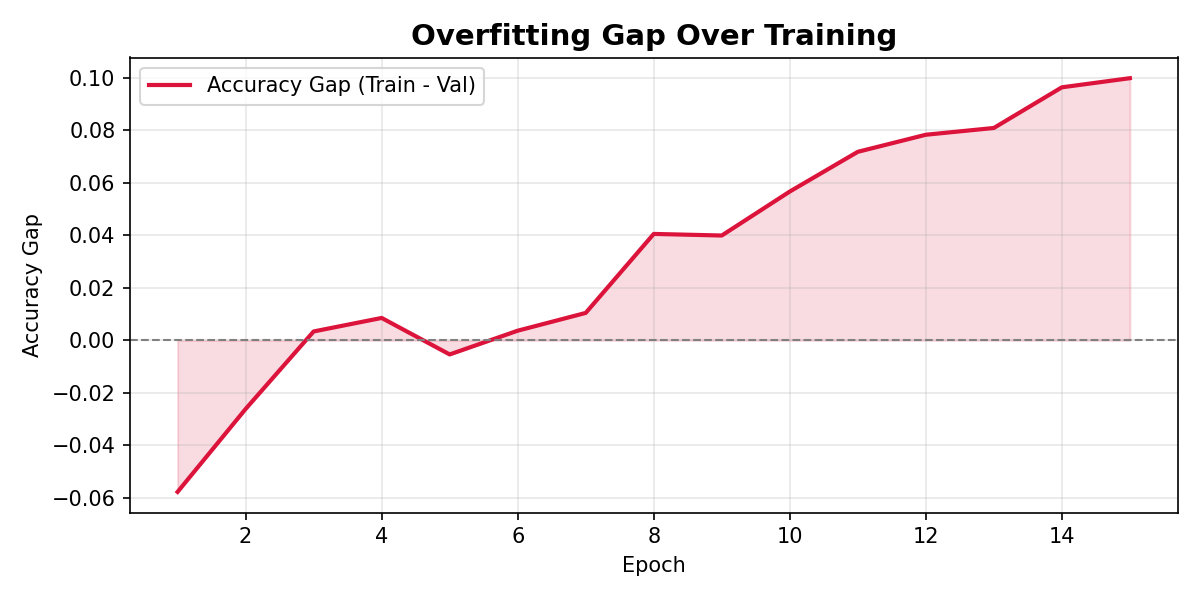 Overfitting Gap Over Training
Accuracy Gap (Train - Val)
0.10
0.08
0.06
0.04
0.02
0.00
−0.02
−0.04
−0.06
Accuracy Gap
2 4 6 8 10 12 14
Epoch